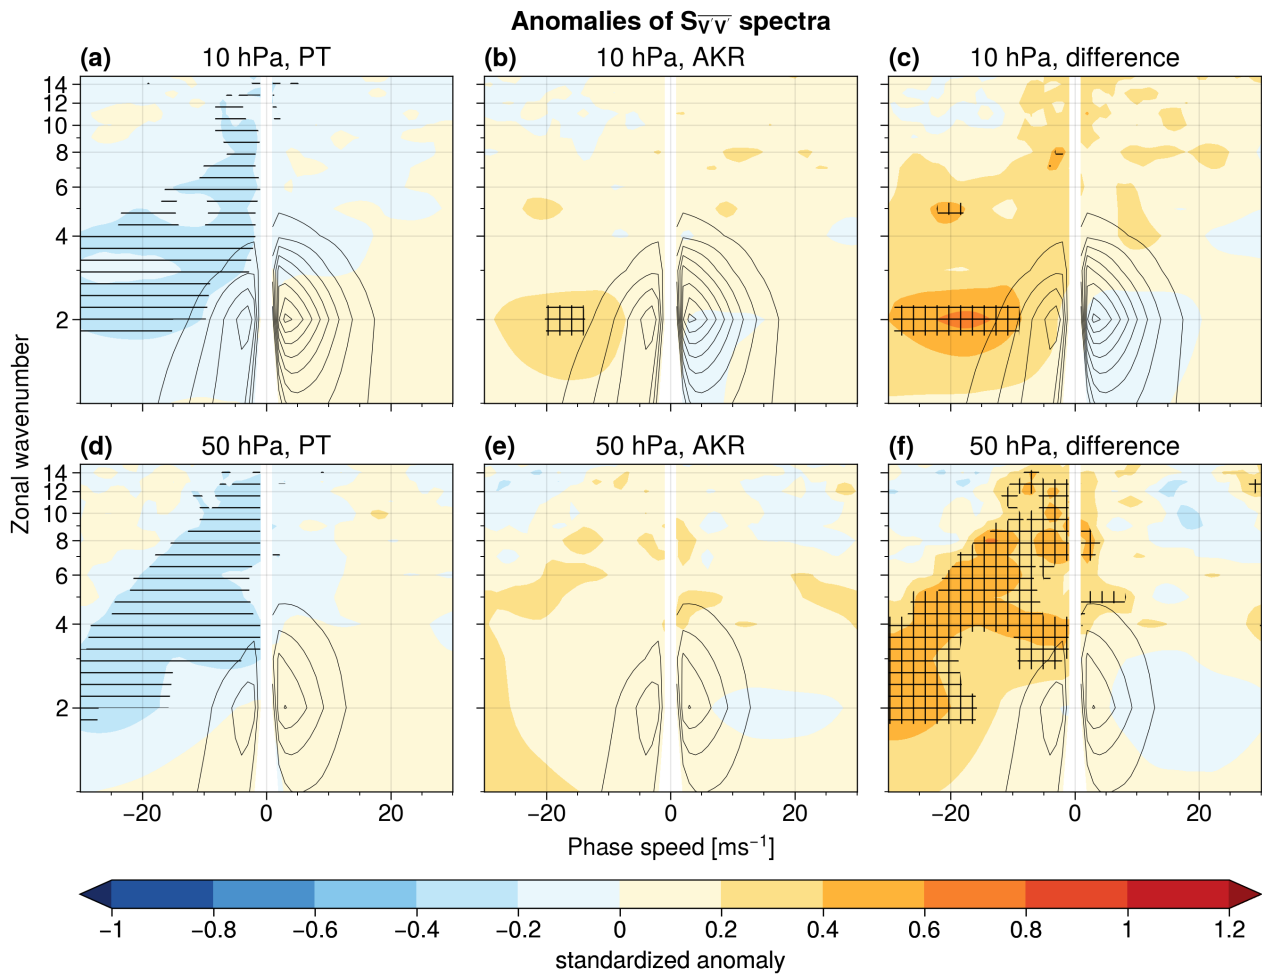 Anomalies of S_{\overline{V'V'}} spectra
(a) 10 hPa, PT
(b) 10 hPa, AKR
(c) 10 hPa, difference
14
12
10
8
6
4
2
(d) 50 hPa, PT
(e) 50 hPa, AKR
(f) 50 hPa, difference
14
12
10
8
6
4
2
Zonal wavenumber
−20 0 20
−20 0 20
−20 0 20
Phase speed [ms⁻¹]
−1 −0.8 −0.6 −0.4 −0.2 0 0.2 0.4 0.6 0.8 1 1.2
standardized anomaly